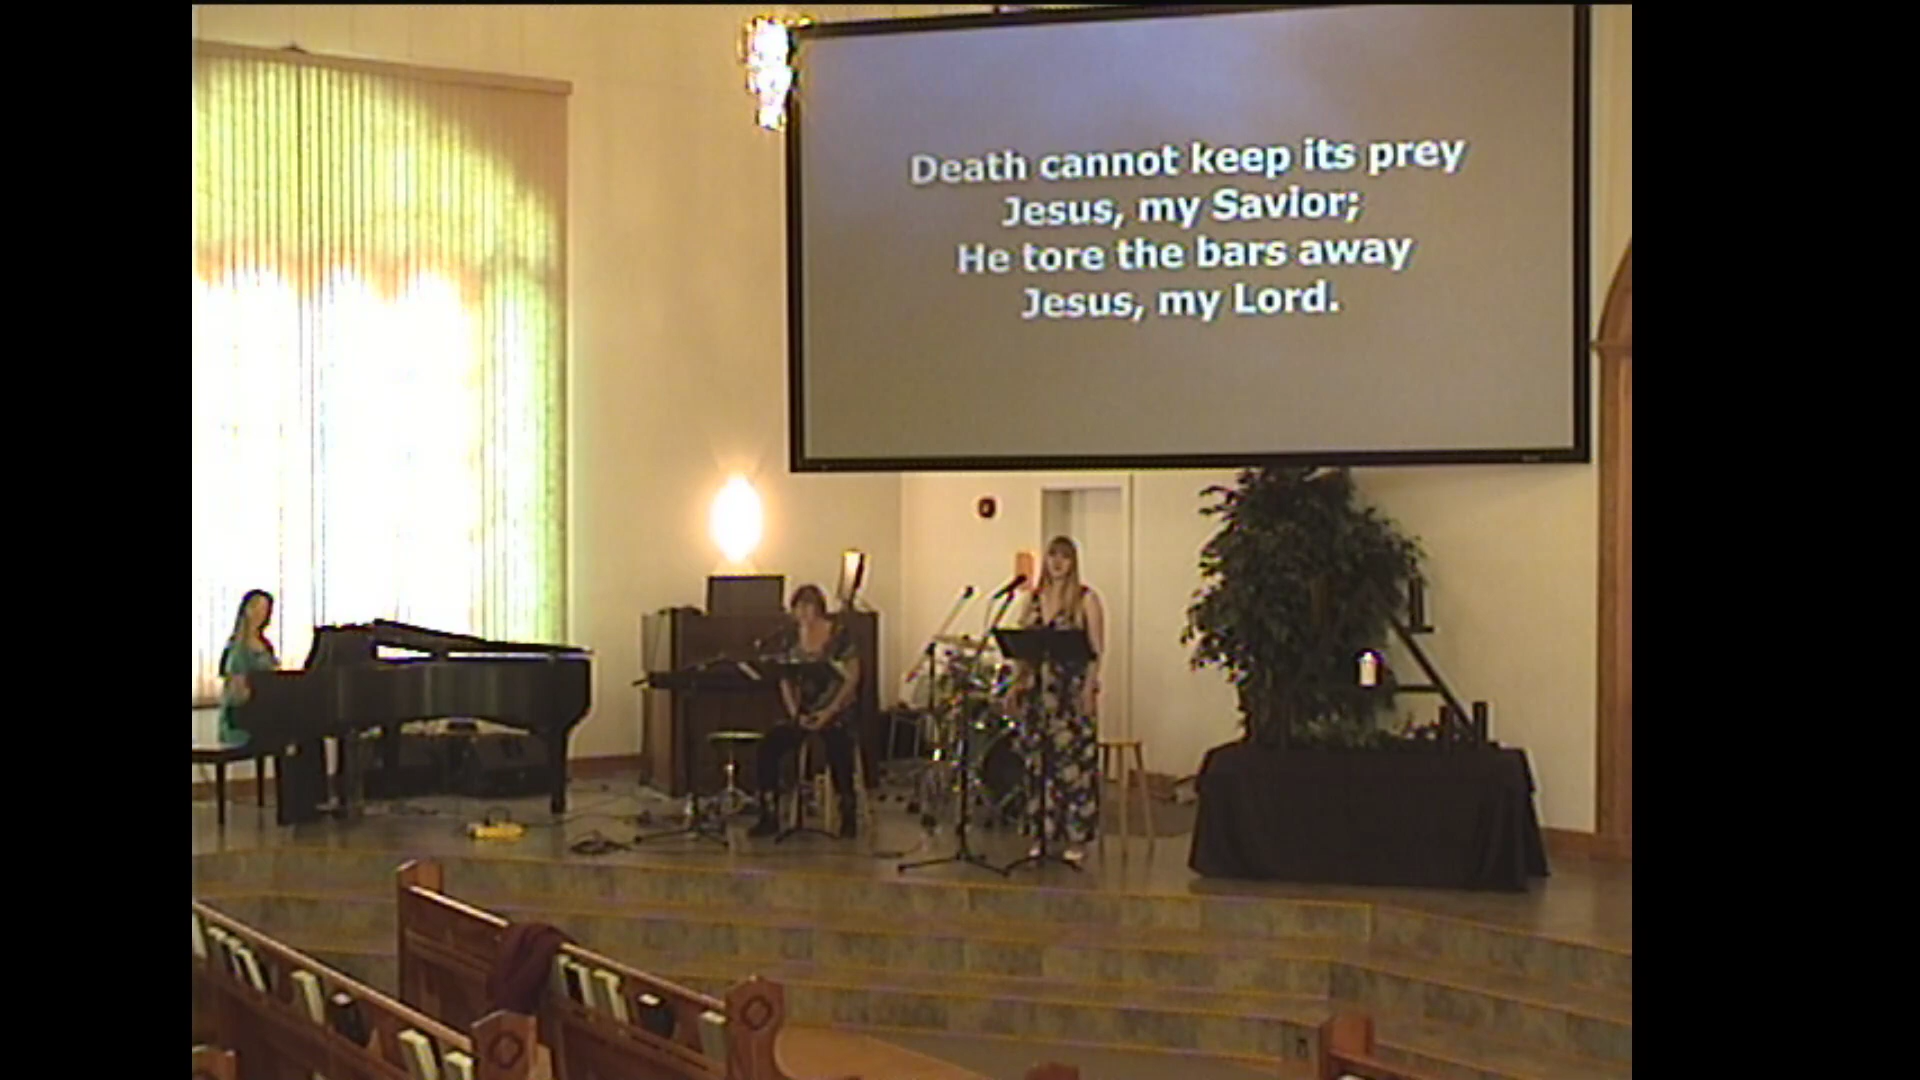 Death cannot keep its prey
Jesus, my Savior;
He tore the bars away
Jesus, my Lord.